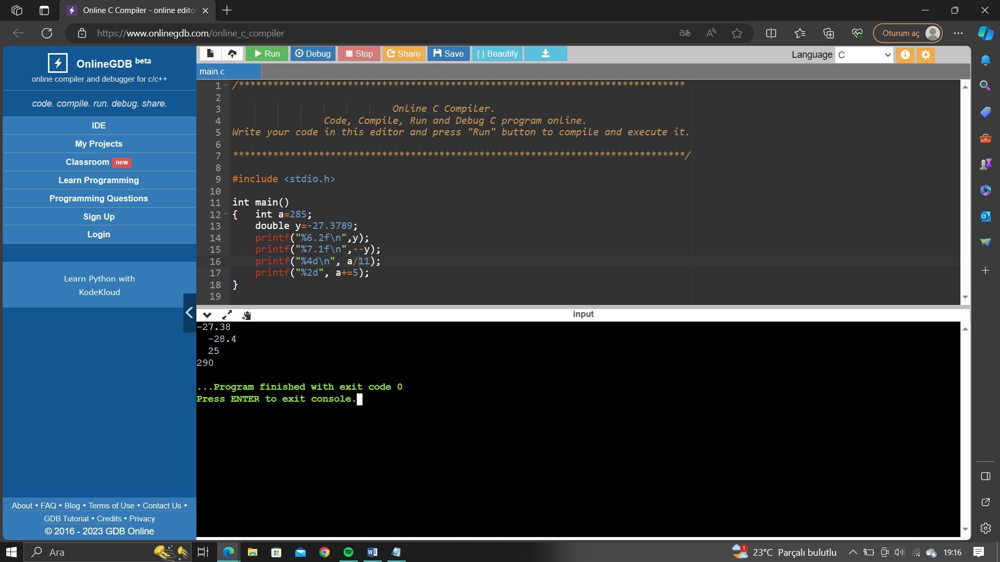 Online C Compiler - online edito
https://www.onlinegdb.com/online_c_compiler
Oturum aç
OnlineGDB beta
online compiler and debugger for c/c++
code. compile. run. debug. share.
IDE
My Projects
Classroom new
Learn Programming
Programming Questions
Sign Up
Login
Learn Python with
KodeKloud
About • FAQ • Blog • Terms of Use • Contact Us •
GDB Tutorial • Credits • Privacy
© 2016 - 2023 GDB Online
Run Debug Stop Share Save { } Beautify
Language C
main.c
1 /******************************************************************************
2
3 Online C Compiler.
4 Code, Compile, Run and Debug C program online.
5 Write your code in this editor and press "Run" button to compile and execute it.
6
7 *******************************************************************************/
8
9 #include <stdio.h>
10
11 int main()
12 { int a=285;
13 double y=-27.3789;
14 printf("%6.2f\n",y);
15 printf("%7.1f\n",--y);
16 printf("%4d\n", a/11);
17 printf("%2d", a+=5);
18 }
19
input
-27.38
-28.4
25
290
...Program finished with exit code 0
Press ENTER to exit console.
Ara
1
23°C Parçalı bulutlu
19:16